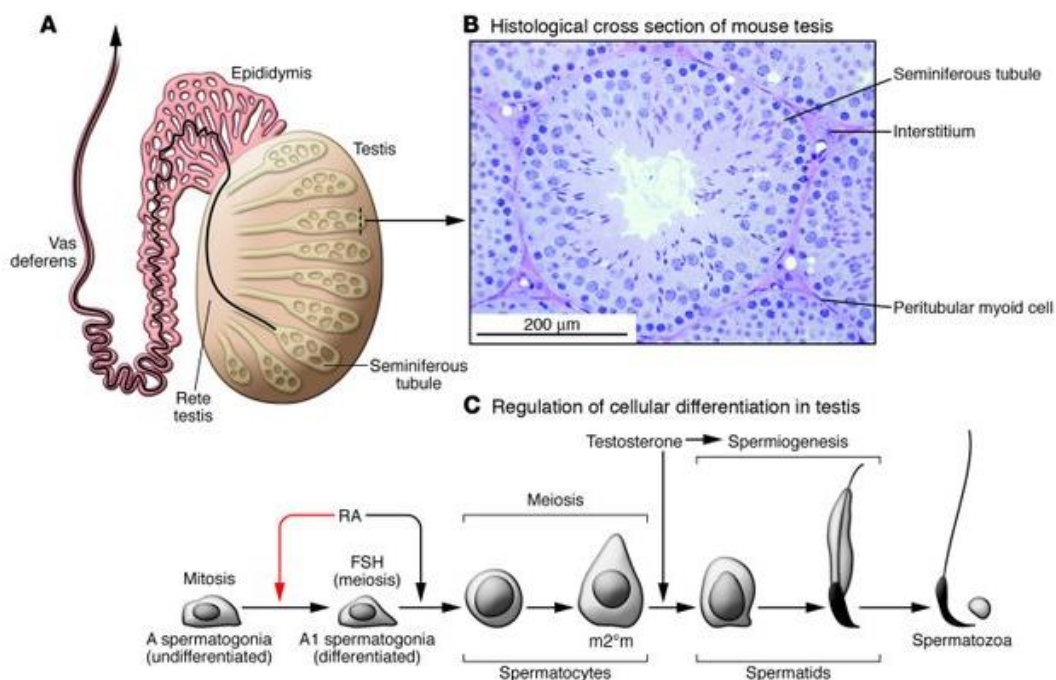 A
Epididymis
Testis
Vas
deferens
Rete
testis
Seminiferous
tubule
B Histological cross section of mouse tesis
Seminiferous tubule
Interstitium
Peritubular myoid cell
200 μm
C Regulation of cellular differentiation in testis
Testosterone
Spermiogenesis
Meiosis
RA
Mitosis
FSH
(meiosis)
A spermatogonia
(undifferentiated)
A1 spermatogonia
(differentiated)
m2°m
Spermatocytes
Spermatids
Spermatozoa